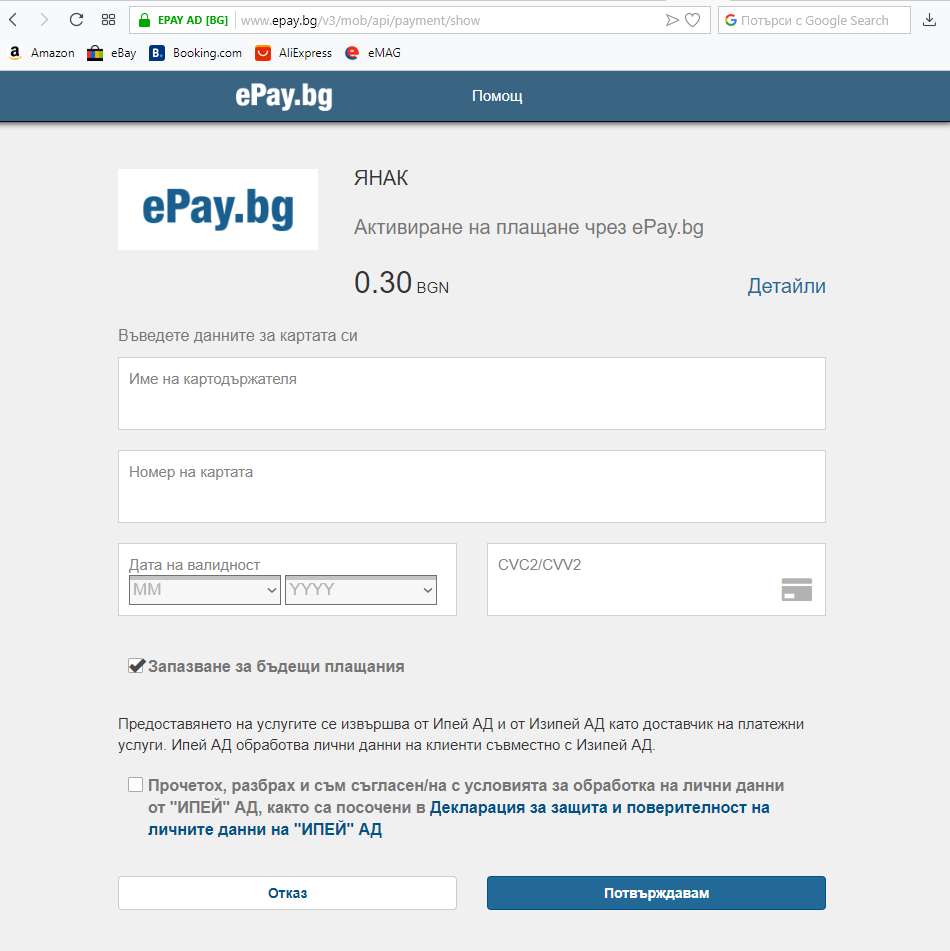 EPAY AD [BG] www.epay.bg/v3/mob/api/payment/show Потърси с Google Search
Amazon eBay Booking.com AliExpress eMAG
ePay.bg Помощ
ePay.bg
ЯНАК
Активиране на плащане чрез ePay.bg
0.30 BGN Детайли
Въведете данните за картата си
Име на картодържателя
Номер на картата
Дата на валидност CVC2/CVV2
MM YYYY
Запазване за бъдещи плащания
Предоставянето на услугите се извършва от Ипей АД и от Изипей АД като доставчик на платежни
услуги. Ипей АД обработва лични данни на клиенти съвместно с Изипей АД.
Прочетох, разбрах и съм съгласен/на с условията за обработка на лични данни
от "ИПЕЙ" АД, както са посочени в Декларация за защита и поверителност на
личните данни на "ИПЕЙ" АД
Отказ Потвърждавам